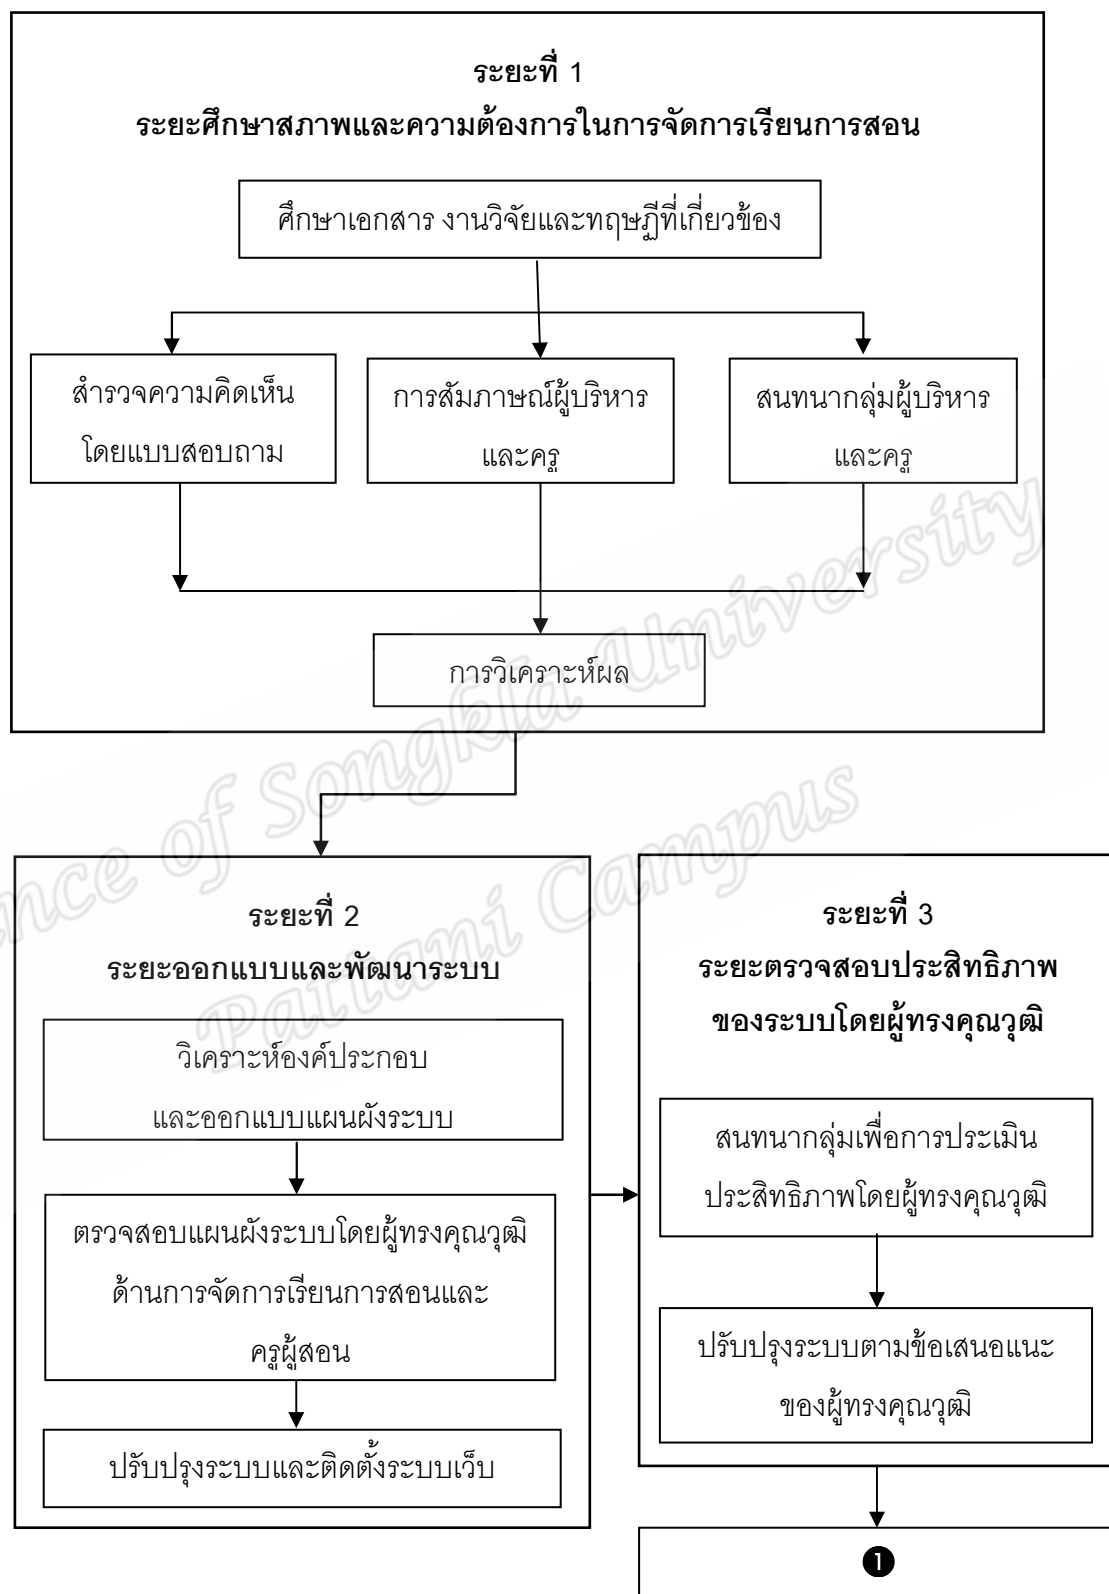 ระยะที่ 1
ระยะศึกษาสภาพและความต้องการในการจัดการเรียนการสอน
ศึกษาเอกสาร งานวิจัยและทฤษฎีที่เกี่ยวข้อง
สำรวจความคิดเห็น
โดยแบบสอบถาม
การสัมภาษณ์ผู้บริหาร
และครู
สนทนากลุ่มผู้บริหาร
และครู
การวิเคราะห์ผล
ระยะที่ 2
ระยะออกแบบและพัฒนาระบบ
วิเคราะห์องค์ประกอบ
และออกแบบแผนผังระบบ
ตรวจสอบแผนผังระบบโดยผู้ทรงคุณวุฒิ
ด้านการจัดการเรียนการสอนและ
ครูผู้สอน
ปรับปรุงระบบและติดตั้งระบบเว็บ
ระยะที่ 3
ระยะตรวจสอบประสิทธิภาพ
ของระบบโดยผู้ทรงคุณวุฒิ
สนทนากลุ่มเพื่อการประเมิน
ประสิทธิภาพโดยผู้ทรงคุณวุฒิ
ปรับปรุงระบบตามข้อเสนอแนะ
ของผู้ทรงคุณวุฒิ
❶
nce of Songkla University
Pattani Campus